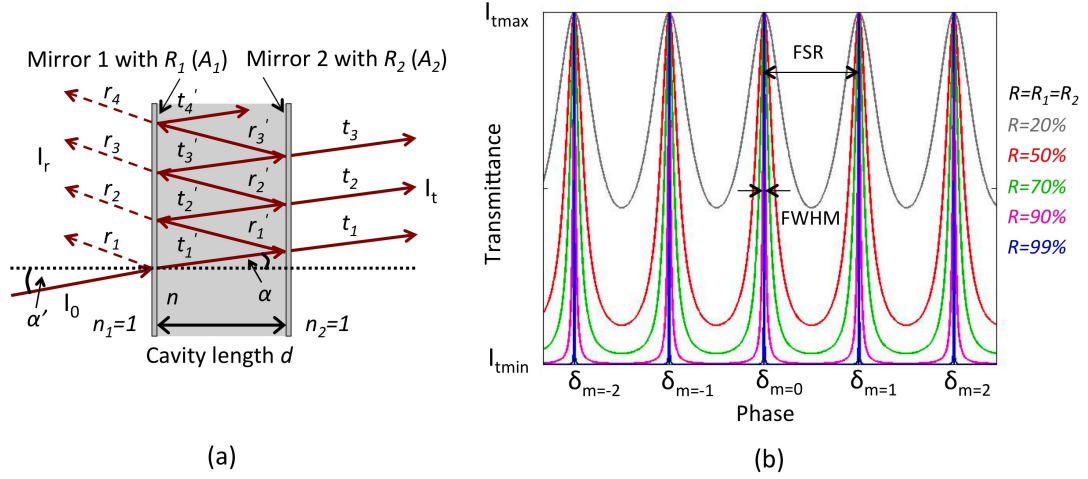 Mirror 1 with R₁ (A₁)
Mirror 2 with R₂ (A₂)
r₄
t₄'
r₃
r₃'
t₃
t₃'
Iᵣ
r₂
r₂'
t₂
Iₜ
t₂'
r₁
r₁'
t₁
t₁'
α
α'
I₀
n
n₁=1
n₂=1
Cavity length d
(a)
Iₜₘₐₓ
Transmittance
FSR
FWHM
Iₜₘᵢₙ
δₘ₌₋₂
δₘ₌₋₁
δₘ₌₀
δₘ₌₁
δₘ₌₂
Phase
R=R₁=R₂
R=20%
R=50%
R=70%
R=90%
R=99%
(b)